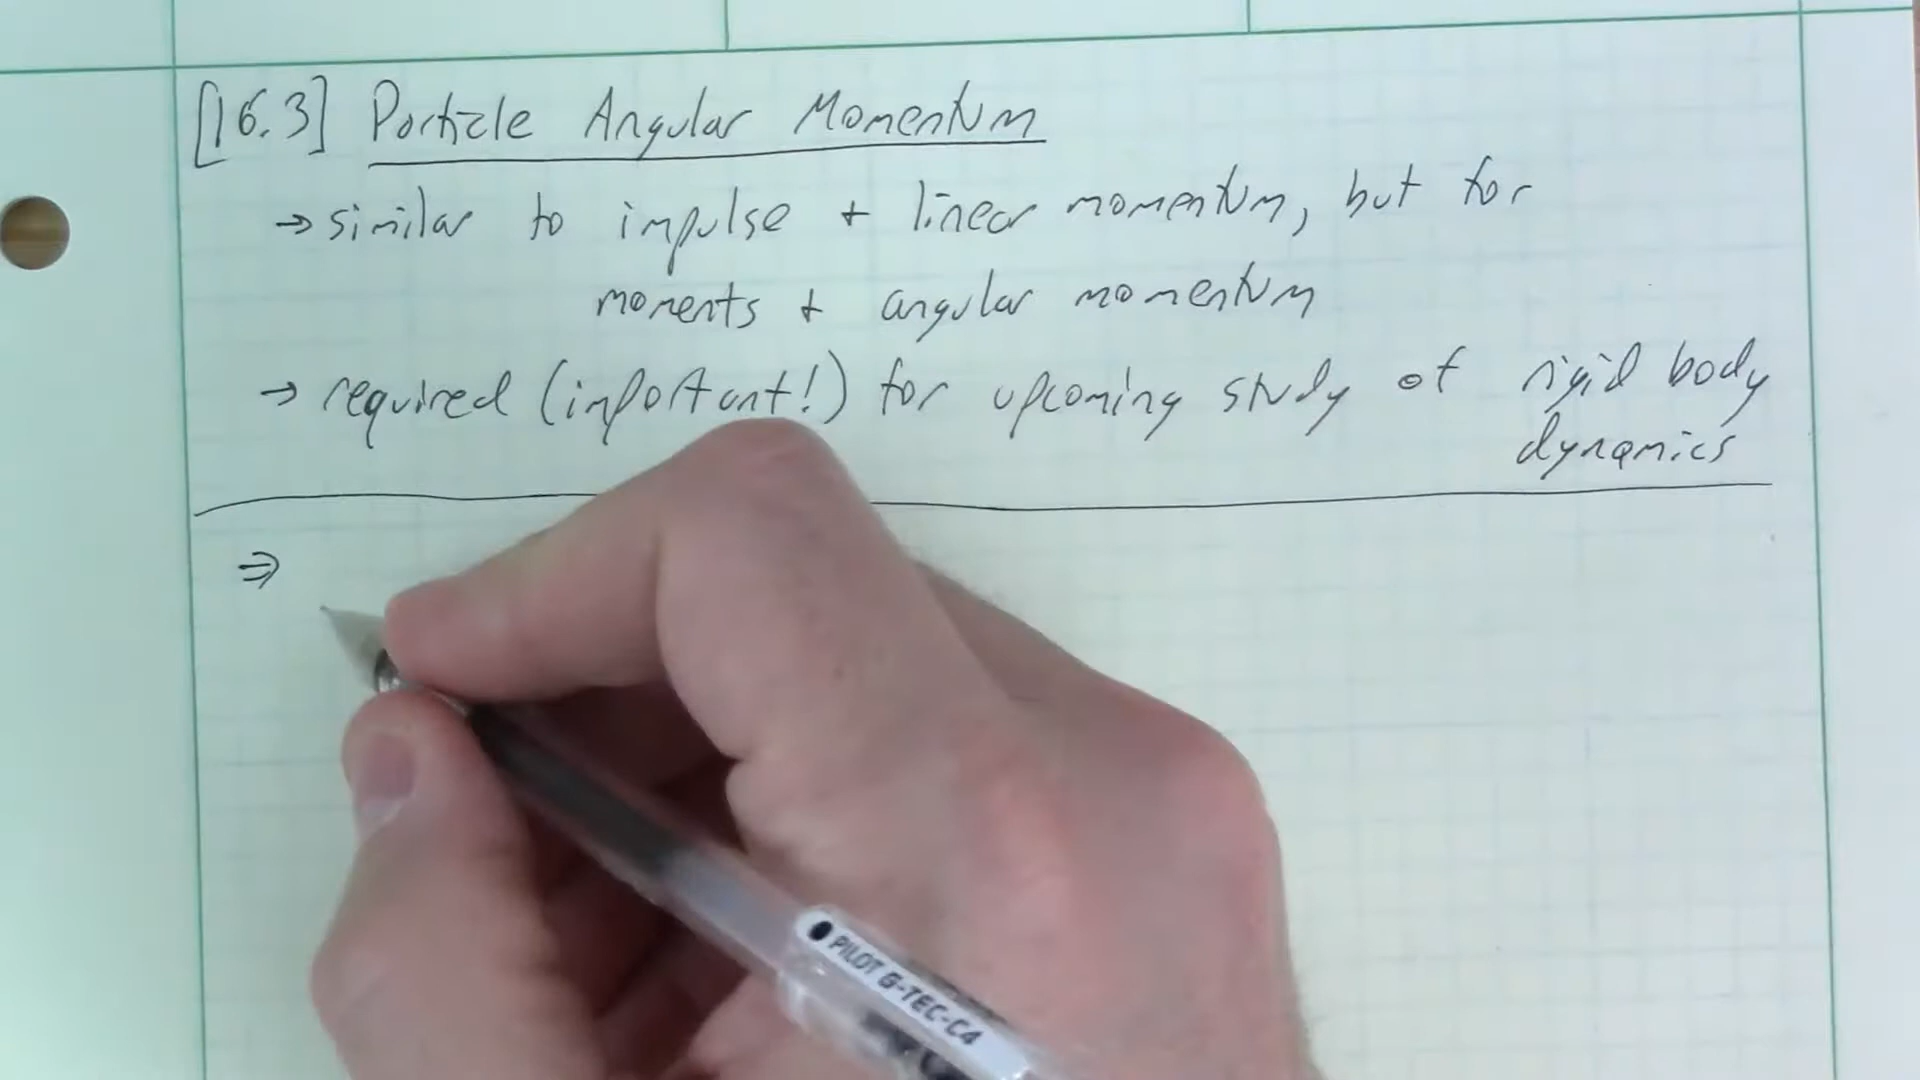 [16.3] Particle Angular Momentum
→ similar to impulse + linear momentum, but for
moments + angular momentum
→ required (important!) for upcoming study of rigid body
dynamics
⇒
PILOT G-TEC-C4